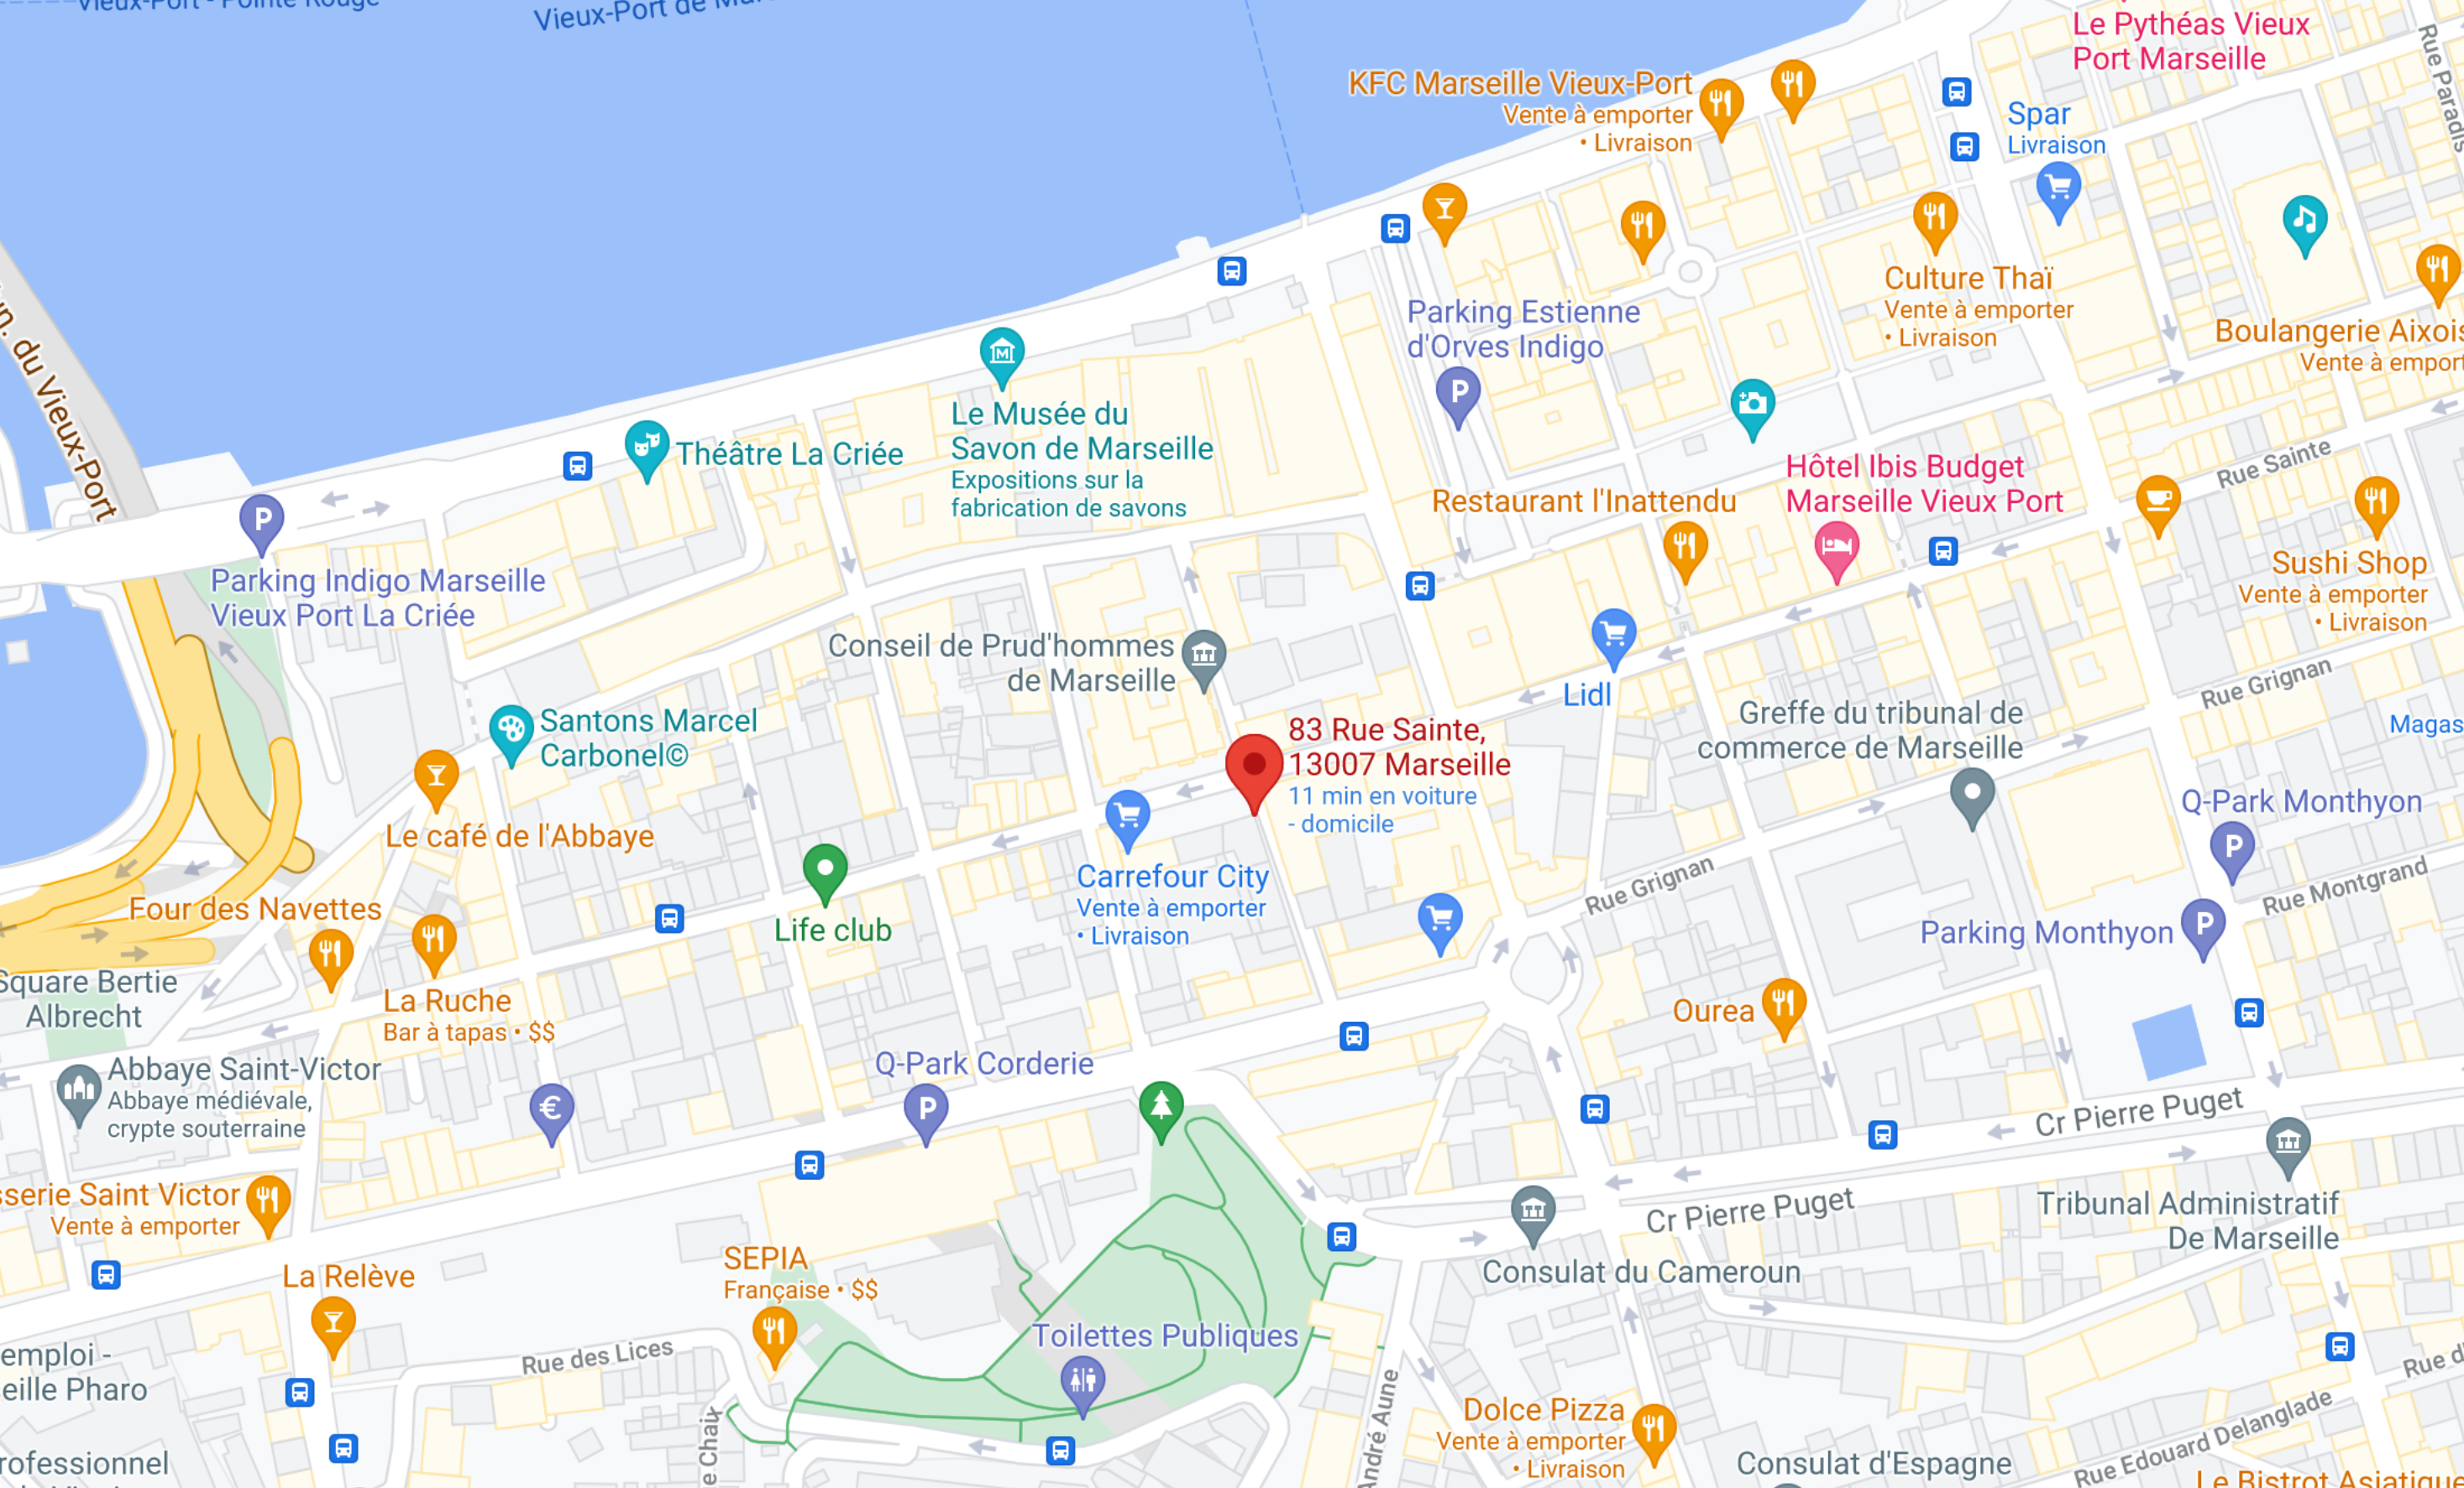 Vieux-Port - Pointe Rouge
Vieux-Port de
Le Pythéas Vieux
Port Marseille
Rue Paradis
KFC Marseille Vieux-Port
Vente à emporter
• Livraison
Spar
Livraison
Culture Thaï
Vente à emporter
• Livraison
Boulangerie Aixois
Vente à emport
Parking Estienne
d'Orves Indigo
P
du Vieux-Port
M
Le Musée du
Savon de Marseille
Expositions sur la
fabrication de savons
Théâtre La Criée
Restaurant l'Inattendu
Hôtel Ibis Budget
Marseille Vieux Port
Rue Sainte
Sushi Shop
Vente à emporter
• Livraison
P
Parking Indigo Marseille
Vieux Port La Criée
Conseil de Prud'hommes
de Marseille
Lidl
Rue Grignan
Santons Marcel
Carbonel©
83 Rue Sainte,
13007 Marseille
11 min en voiture
- domicile
Greffe du tribunal de
commerce de Marseille
Magas
Le café de l'Abbaye
Q-Park Monthyon
P
Carrefour City
Vente à emporter
• Livraison
Rue Grignan
Rue Montgrand
Four des Navettes
Life club
Parking Monthyon
P
Square Bertie
Albrecht
La Ruche
Bar à tapas • $$
Ourea
Abbaye Saint-Victor
Abbaye médiévale,
crypte souterraine
€
Q-Park Corderie
P
Cr Pierre Puget
sserie Saint Victor
Vente à emporter
Cr Pierre Puget
Tribunal Administratif
De Marseille
La Relève
SEPIA
Française • $$
Consulat du Cameroun
Toilettes Publiques
Rue des Lices
emploi -
eille Pharo
Rue d
e Chaix
André Aune
Dolce Pizza
Vente à emporter
• Livraison
Rue Edouard Delanglade
rofessionnel
Consulat d'Espagne
Le Bistrot Asiatique